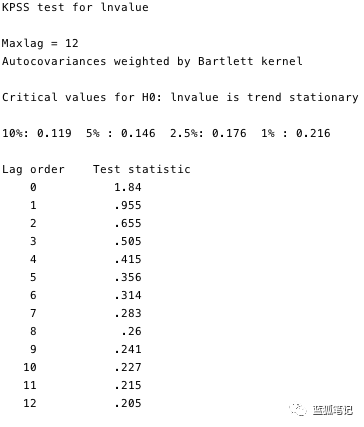 KPSS test for lnvalue
Maxlag = 12
Autocovariances weighted by Bartlett kernel
Critical values for H0: lnvalue is trend stationary
10%: 0.119 5% : 0.146 2.5%: 0.176 1% : 0.216
Lag order Test statistic
0 1.84
1 .955
2 .655
3 .505
4 .415
5 .356
6 .314
7 .283
8 .26
9 .241
10 .227
11 .215
12 .205
蓝狐笔记